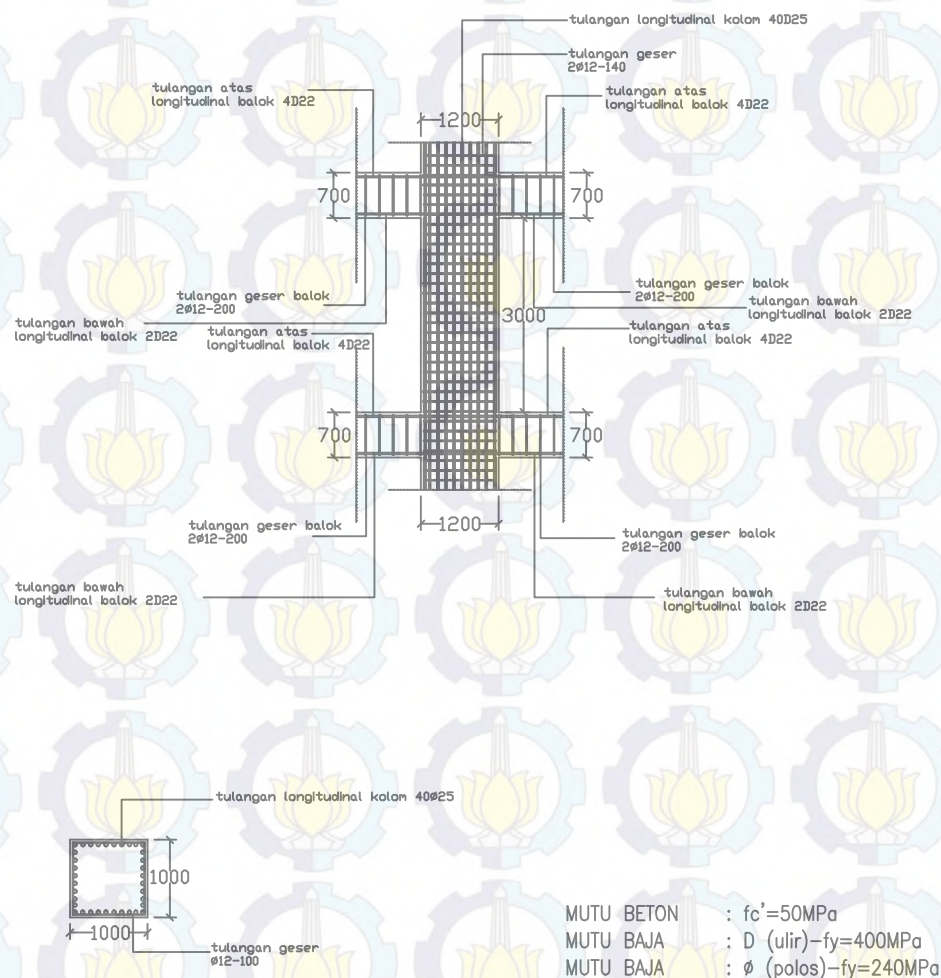 tulangan longitudinal kolom 40D25
tulangan geser
2ø12-140
tulangan atas
longitudinal balok 4D22
tulangan atas
longitudinal balok 4D22
1200
700
700
tulangan geser balok
2ø12-200
tulangan geser balok
2ø12-200
tulangan bawah
longitudinal balok 2D22
tulangan bawah
longitudinal balok 2D22
3000
tulangan atas
longitudinal balok 4D22
tulangan atas
longitudinal balok 4D22
700
700
1200
tulangan geser balok
2ø12-200
tulangan geser balok
2ø12-200
tulangan bawah
longitudinal balok 2D22
tulangan bawah
longitudinal balok 2D22
tulangan longitudinal kolom 40ø25
1000
1000
tulangan geser
ø12-100
MUTU BETON : fc'=50MPa
MUTU BAJA : D (ulir)-fy=400MPa
MUTU BAJA : ø (polos)-fy=240MPa